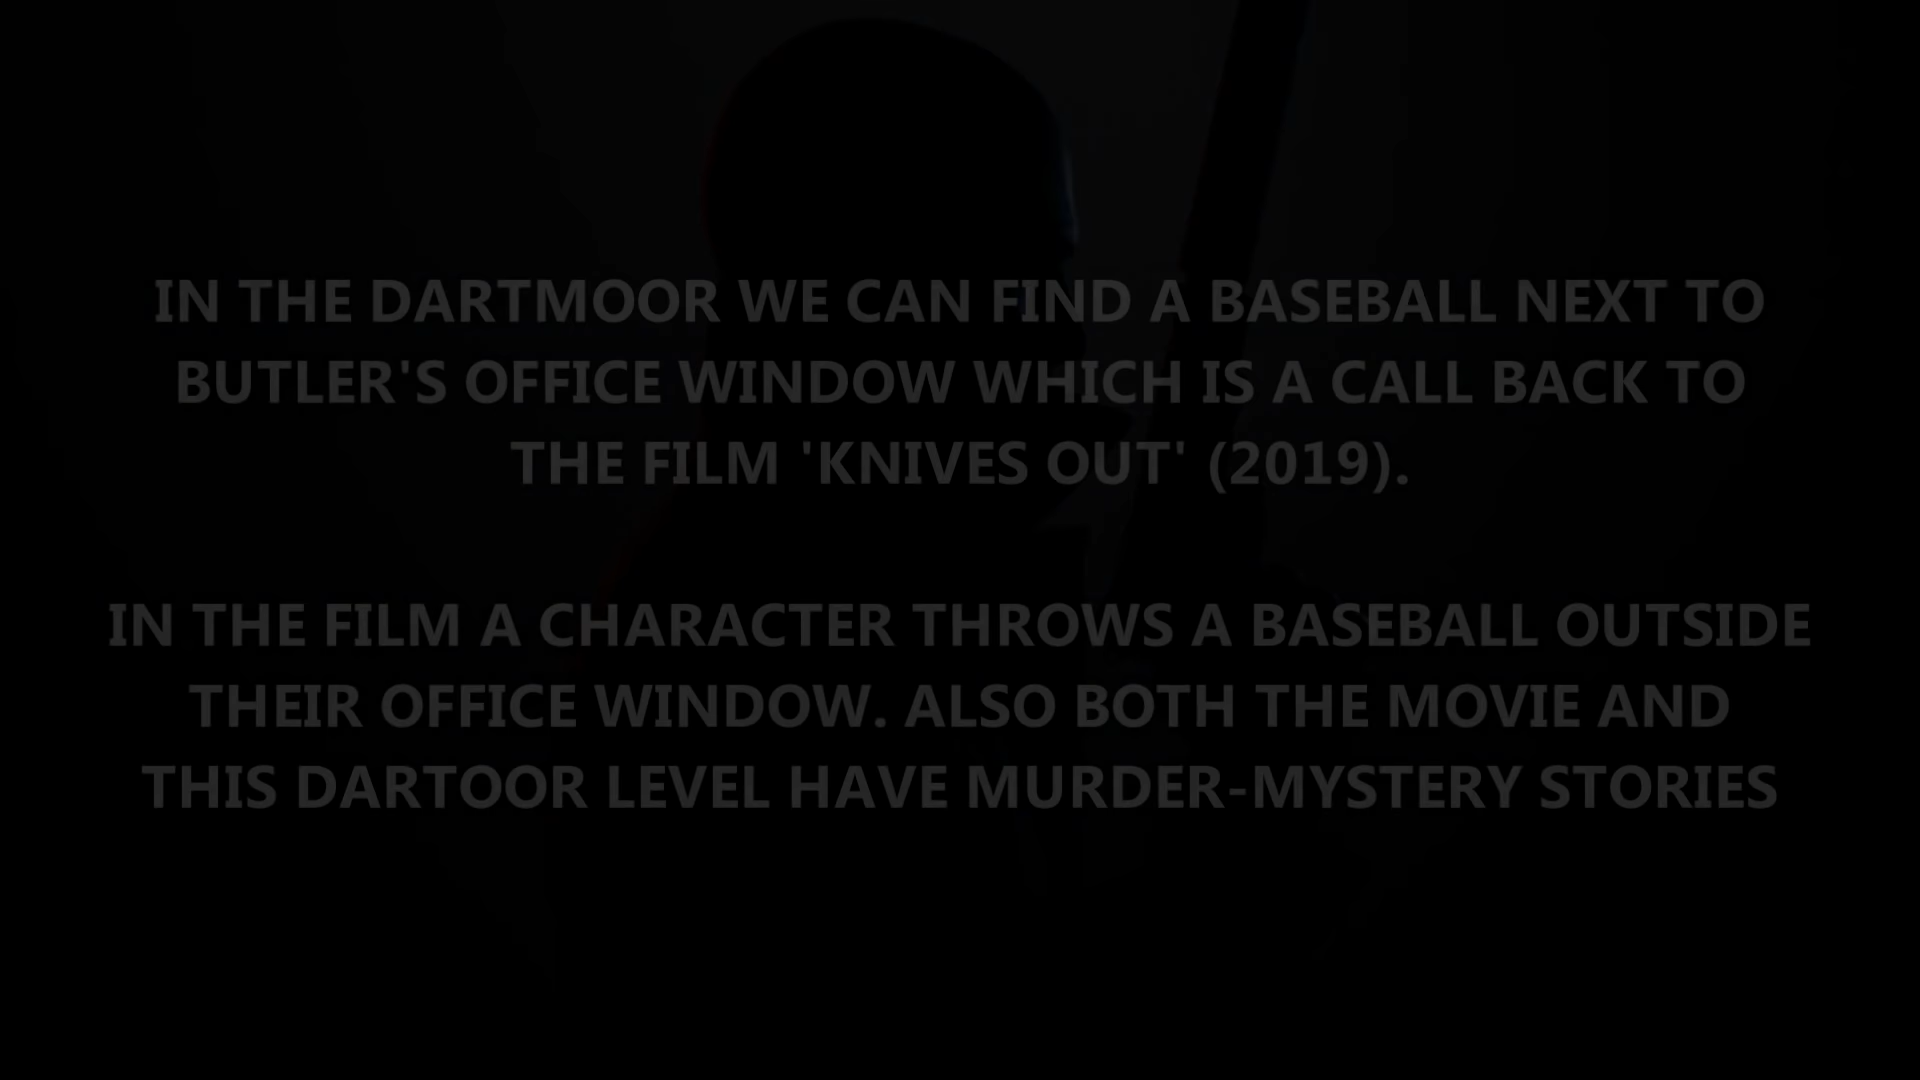 IN THE DARTMOOR WE CAN FIND A BASEBALL NEXT TO
BUTLER'S OFFICE WINDOW WHICH IS A CALL BACK TO
THE FILM 'KNIVES OUT' (2019).
IN THE FILM A CHARACTER THROWS A BASEBALL OUTSIDE
THEIR OFFICE WINDOW. ALSO BOTH THE MOVIE AND
THIS DARTOOR LEVEL HAVE MURDER-MYSTERY STORIES